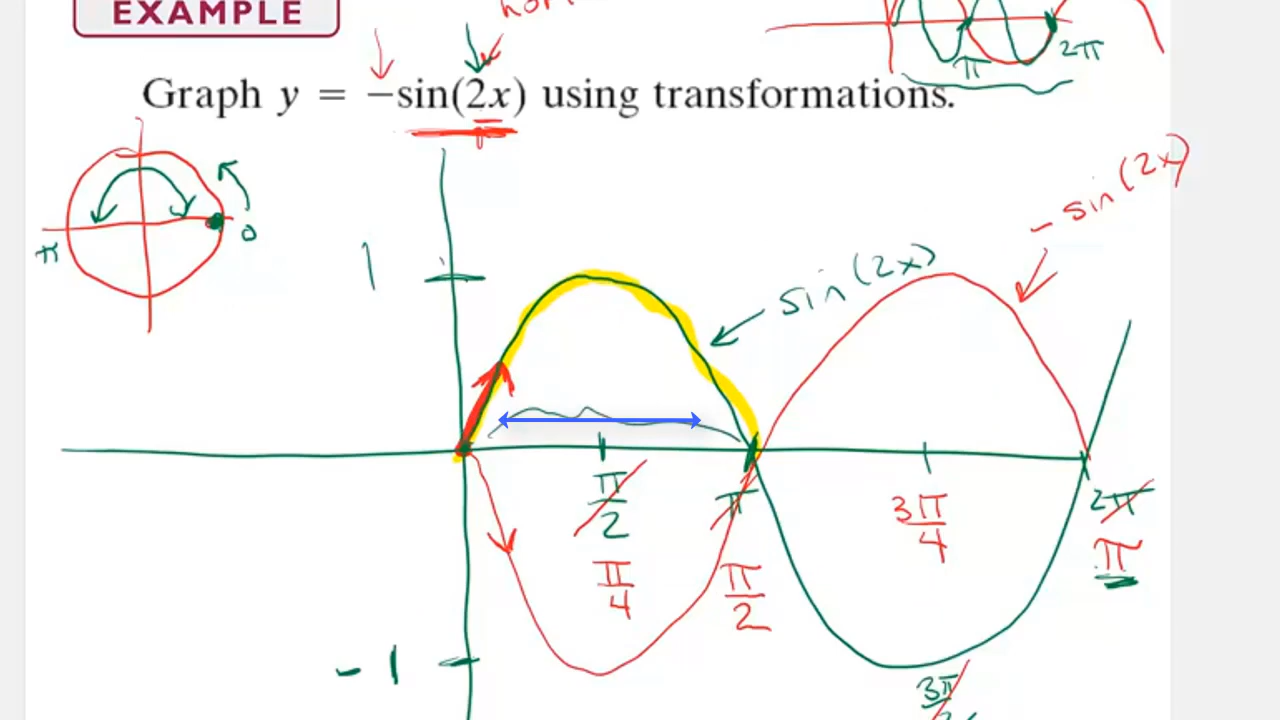 EXAMPLE
π
2π
Graph y = −sin(2x) using transformations.
− sin(2x)
π
0
1
sin(2x)
π/2
π
3π/4
2π
π/4
π/2
π
− 1
3π